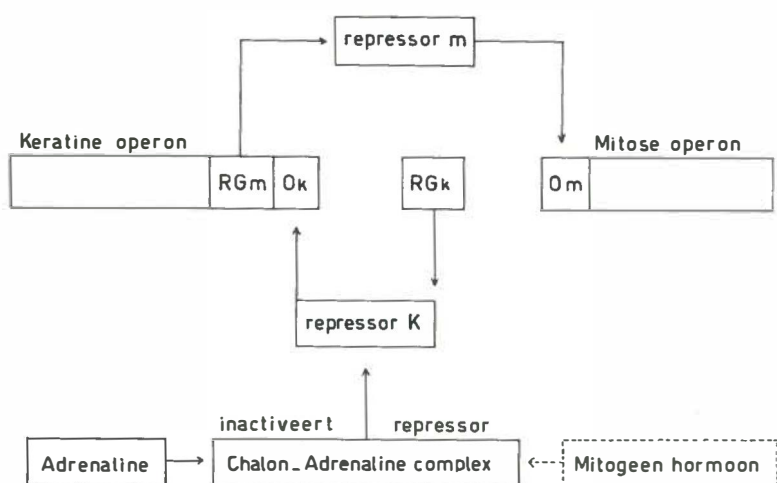 repressor m
Keratine operon
Mitose operon
RGm
Ok
RGk
Om
repressor K
inactiveert repressor
Adrenaline
Chalon_Adrenaline complex
Mitogeen hormoon